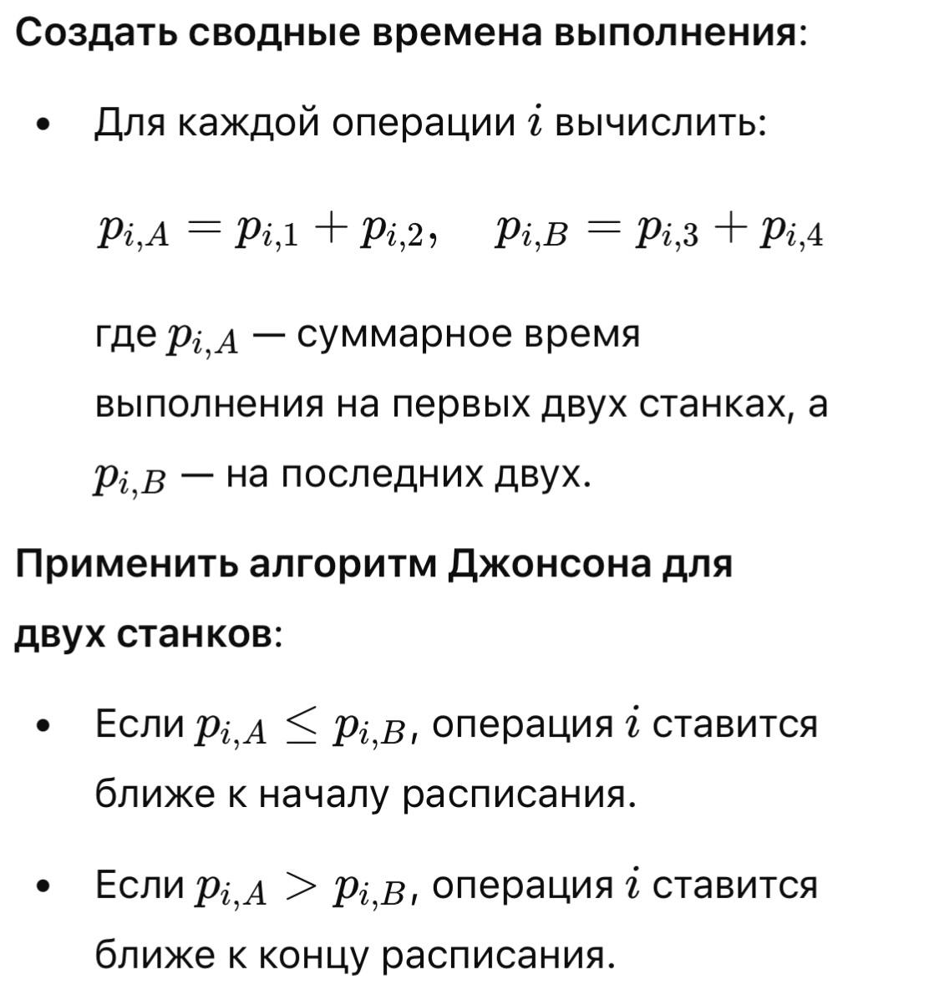 Создать сводные времена выполнения:
• Для каждой операции i вычислить:
p_{i,A} = p_{i,1} + p_{i,2},   p_{i,B} = p_{i,3} + p_{i,4}
где p_{i,A} — суммарное время
выполнения на первых двух станках, а
p_{i,B} — на последних двух.
Применить алгоритм Джонсона для
двух станков:
• Если p_{i,A} ≤ p_{i,B}, операция i ставится
ближе к началу расписания.
• Если p_{i,A} > p_{i,B}, операция i ставится
ближе к концу расписания.